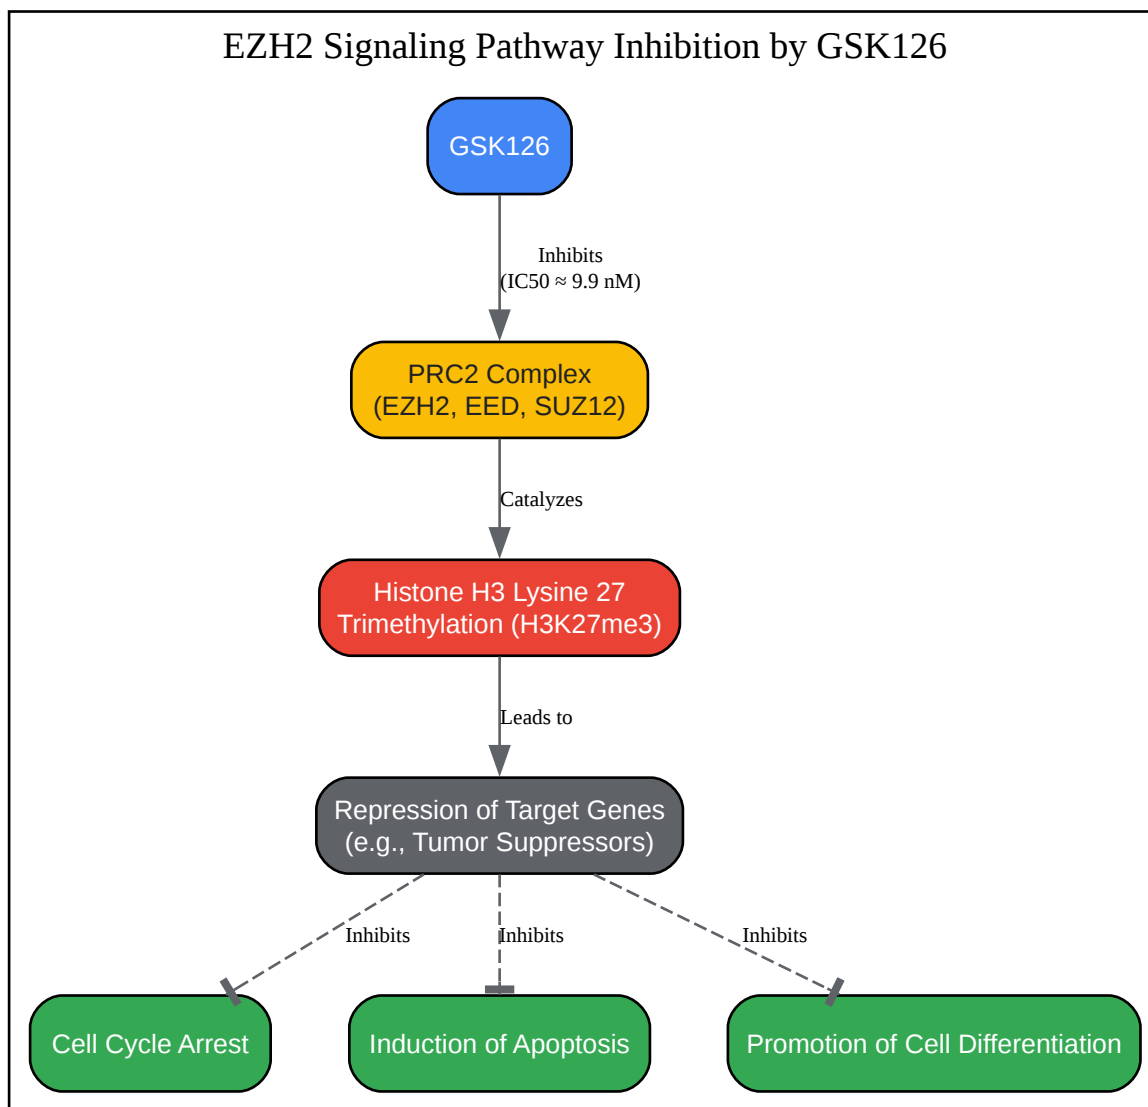 EZH2 Signaling Pathway Inhibition by GSK126
GSK126
Inhibits
(IC50 ≈ 9.9 nM)
PRC2 Complex
(EZH2, EED, SUZ12)
Catalyzes
Histone H3 Lysine 27
Trimethylation (H3K27me3)
Leads to
Repression of Target Genes
(e.g., Tumor Suppressors)
Inhibits
Inhibits
Inhibits
Cell Cycle Arrest
Induction of Apoptosis
Promotion of Cell Differentiation